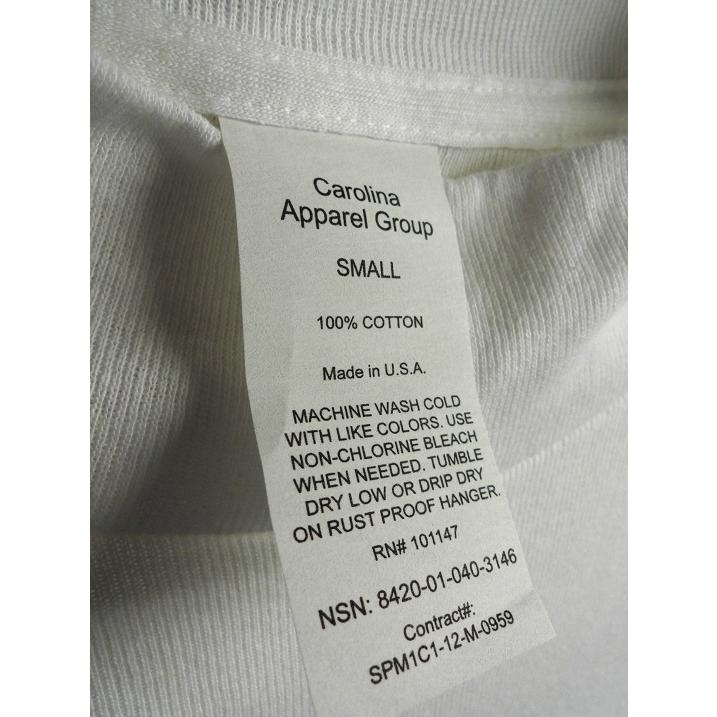 Carolina
Apparel Group
SMALL
100% COTTON
Made in U.S.A.
MACHINE WASH COLD
WITH LIKE COLORS. USE
NON-CHLORINE BLEACH
WHEN NEEDED. TUMBLE
DRY LOW OR DRIP DRY
ON RUST PROOF HANGER.
RN# 101147
NSN: 8420-01-040-3146
Contract#:
SPM1C1-12-M-0959